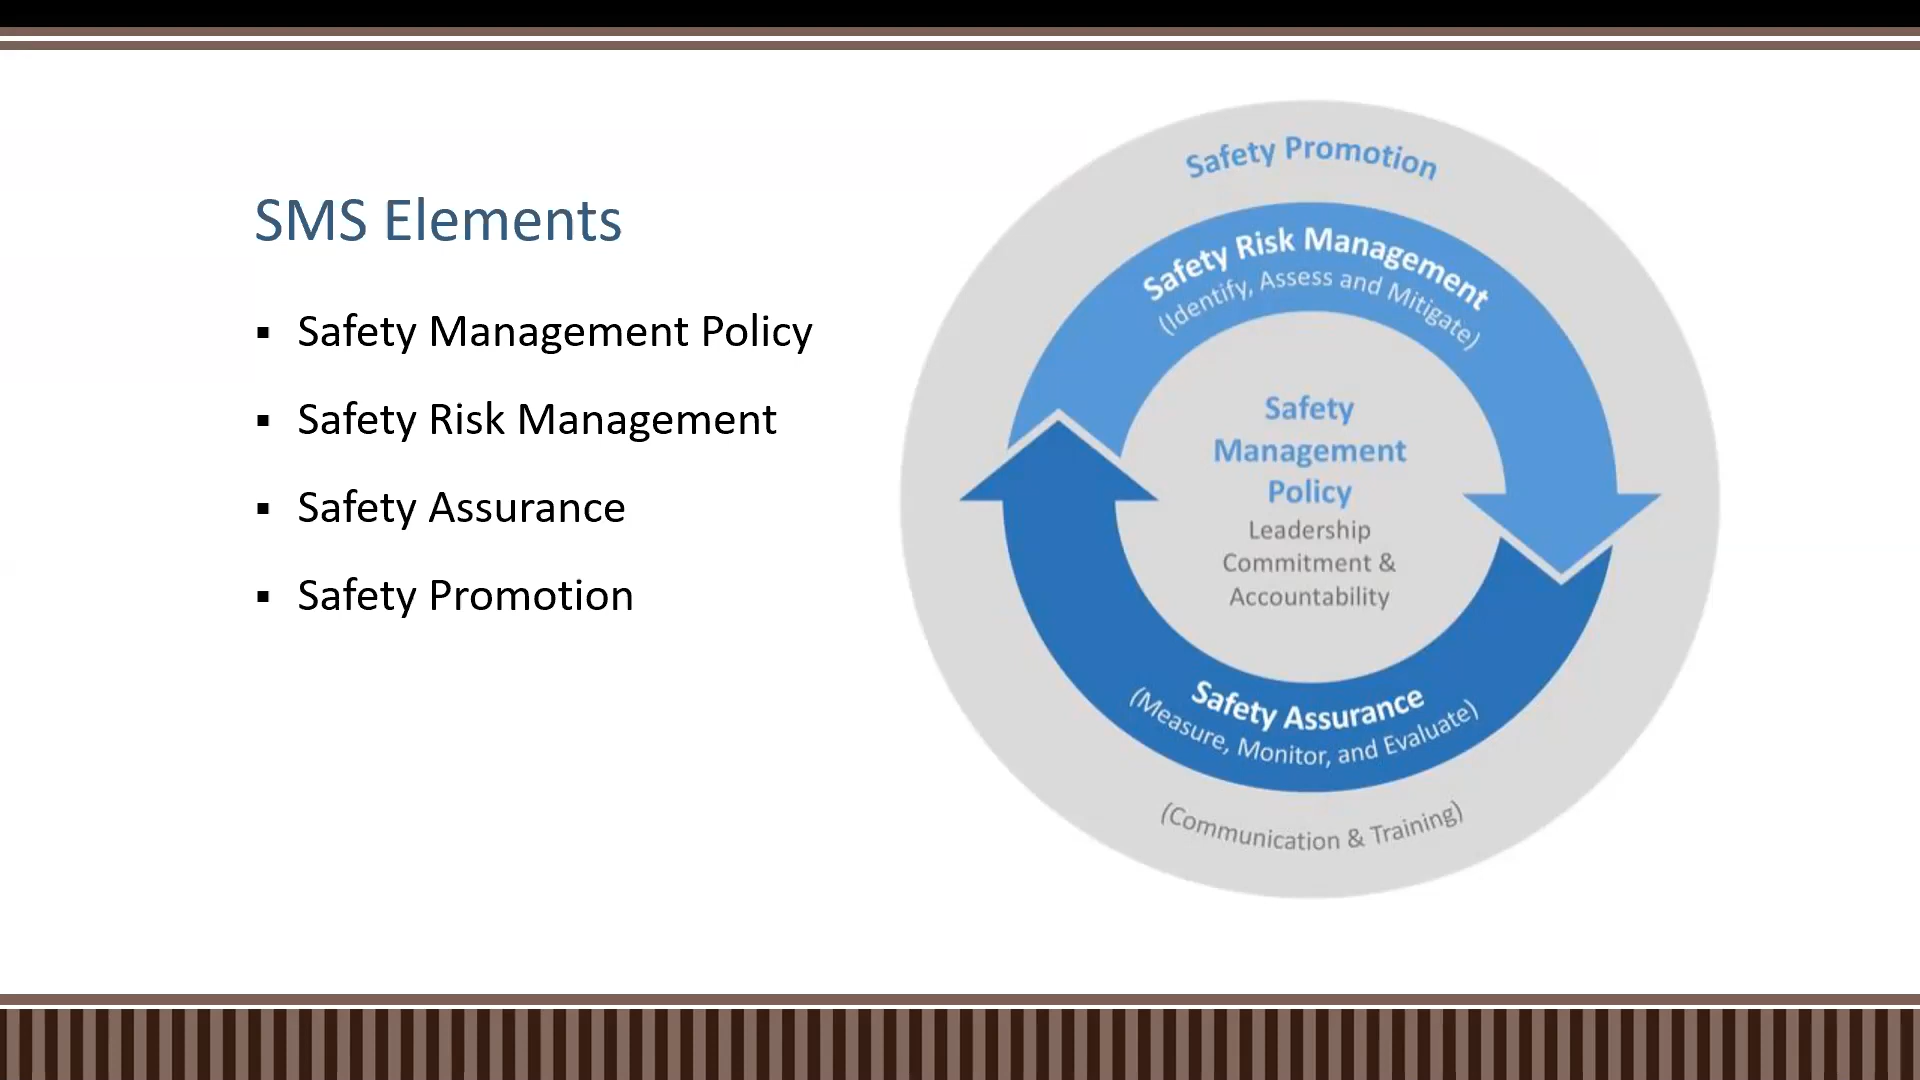 SMS Elements
▪ Safety Management Policy
▪ Safety Risk Management
▪ Safety Assurance
▪ Safety Promotion
Safety Promotion
Safety Risk Management
(Identify, Assess and Mitigate)
Safety
Management
Policy
Leadership
Commitment &
Accountability
Safety Assurance
(Measure, Monitor, and Evaluate)
(Communication & Training)